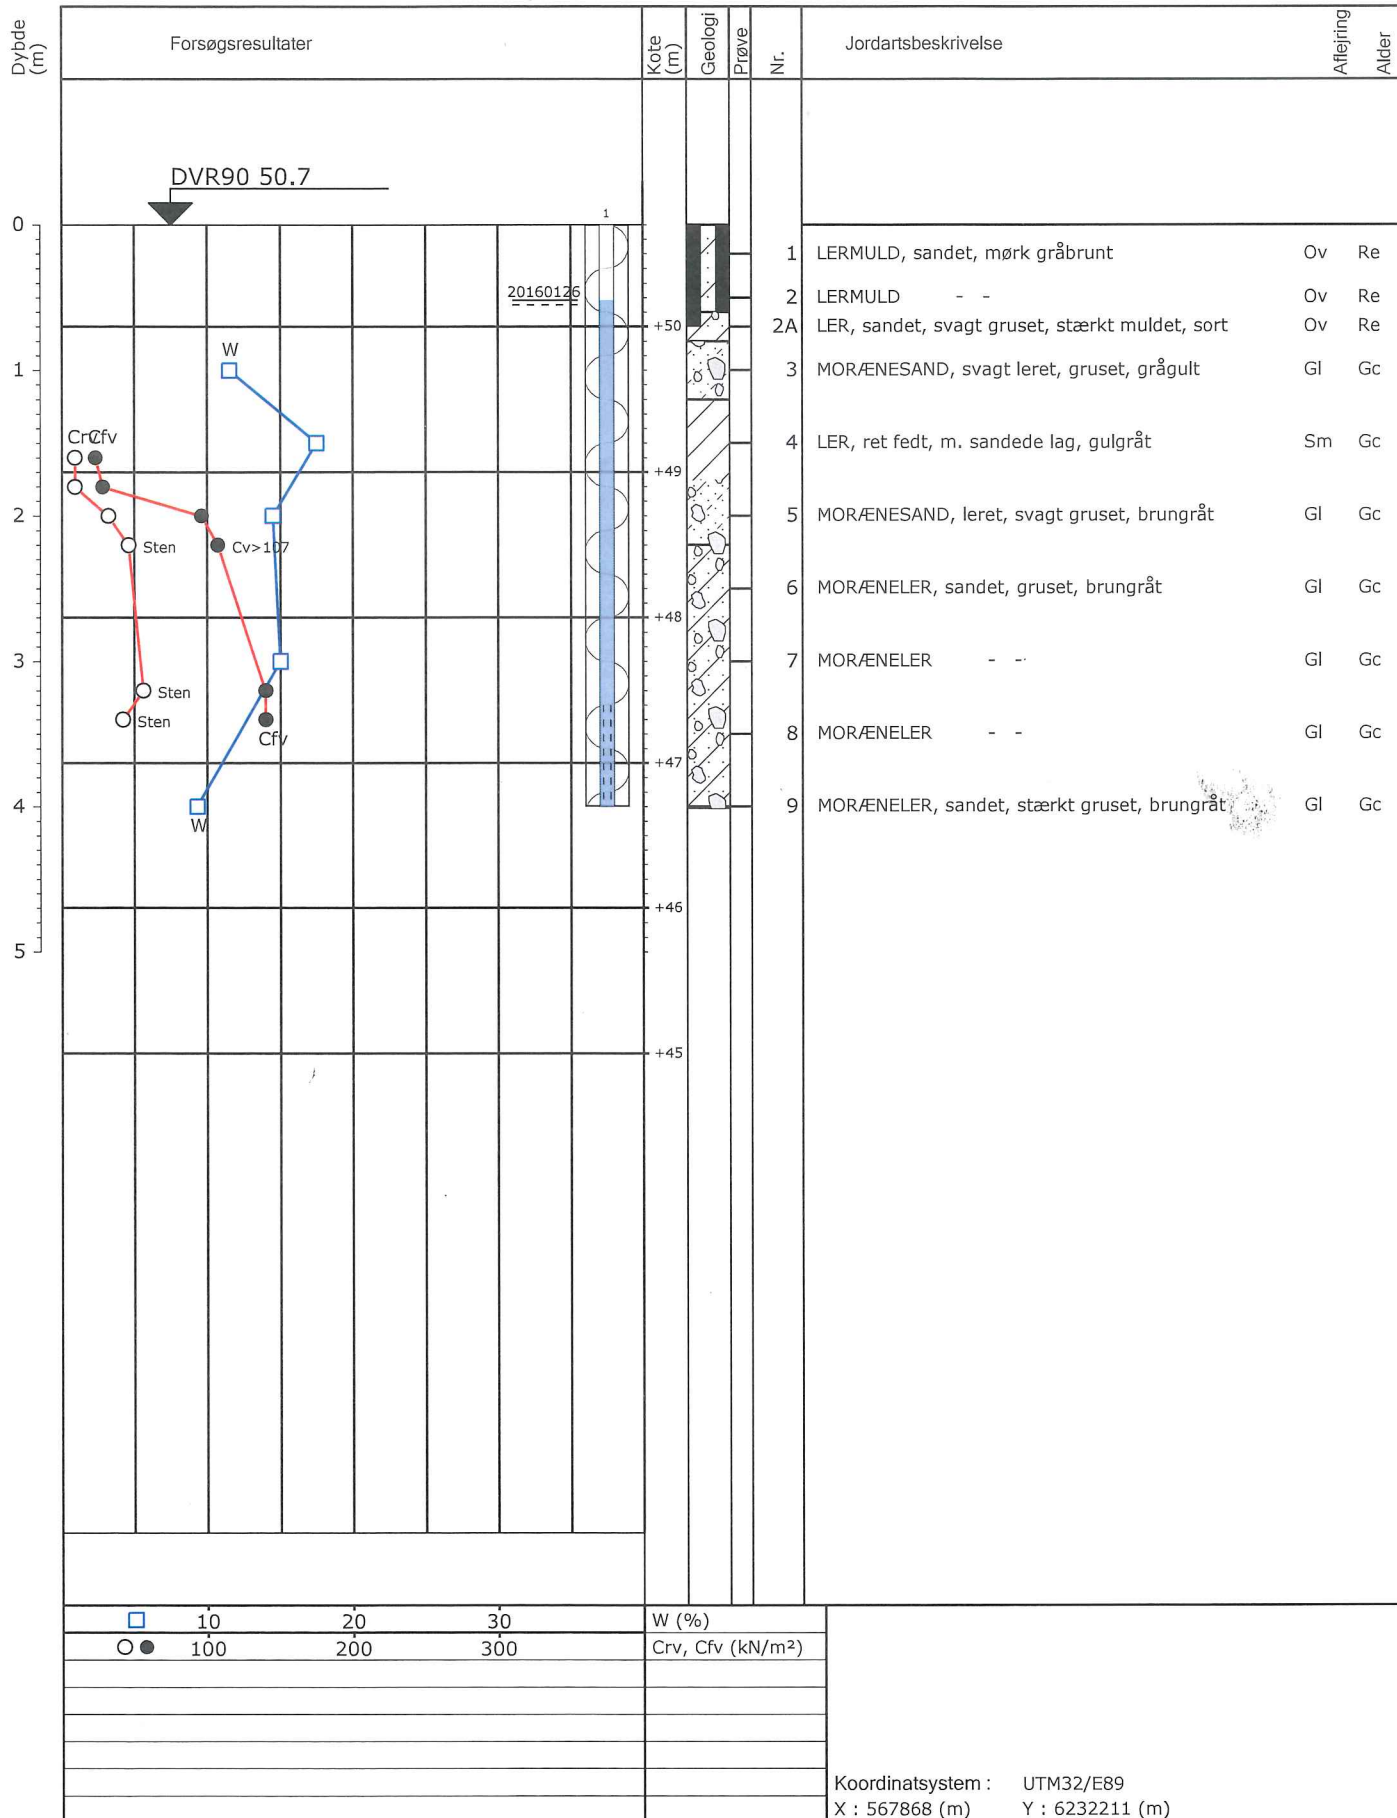 Dybde (m)
Forsøgsresultater
Kote (m)
Geologi
Prøve
Nr.
Jordartsbeskrivelse
Aflejring
Alder
DVR90 50.7
0
1
1 LERMULD, sandet, mørk gråbrunt Ov Re
20160126
2 LERMULD - - Ov Re
+50
2A LER, sandet, svagt gruset, stærkt muldet, sort Ov Re
W
1
3 MORÆNESAND, svagt leret, gruset, grågult Gl Gc
Crv Cfv
4 LER, ret fedt, m. sandede lag, gulgråt Sm Gc
+49
2
5 MORÆNESAND, leret, svagt gruset, brungråt Gl Gc
Sten
Cv>107
6 MORÆNELER, sandet, gruset, brungråt Gl Gc
+48
3
7 MORÆNELER - - Gl Gc
Sten
Sten
Cfv
8 MORÆNELER - - Gl Gc
+47
4
9 MORÆNELER, sandet, stærkt gruset, brungråt Gl Gc
W
+46
5
+45
10 20 30 W (%)
100 200 300 Crv, Cfv (kN/m²)
Koordinatsystem : UTM32/E89
X : 567868 (m) Y : 6232211 (m)